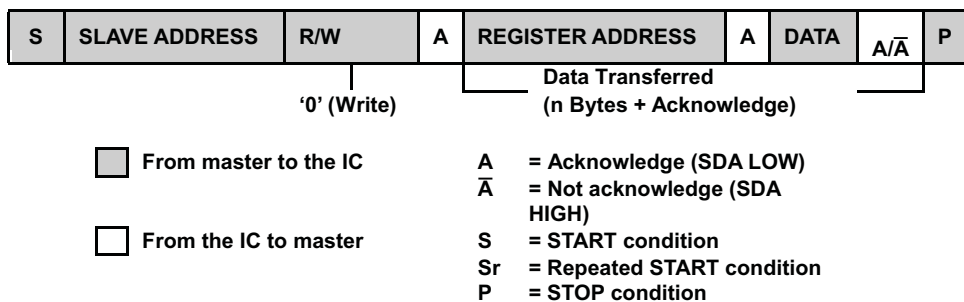 S SLAVE ADDRESS R/W A REGISTER ADDRESS A DATA A/A̅ P
‘0’ (Write)
Data Transferred
(n Bytes + Acknowledge)
From master to the IC
From the IC to master
A = Acknowledge (SDA LOW)
A̅ = Not acknowledge (SDA
HIGH)
S = START condition
Sr = Repeated START condition
P = STOP condition